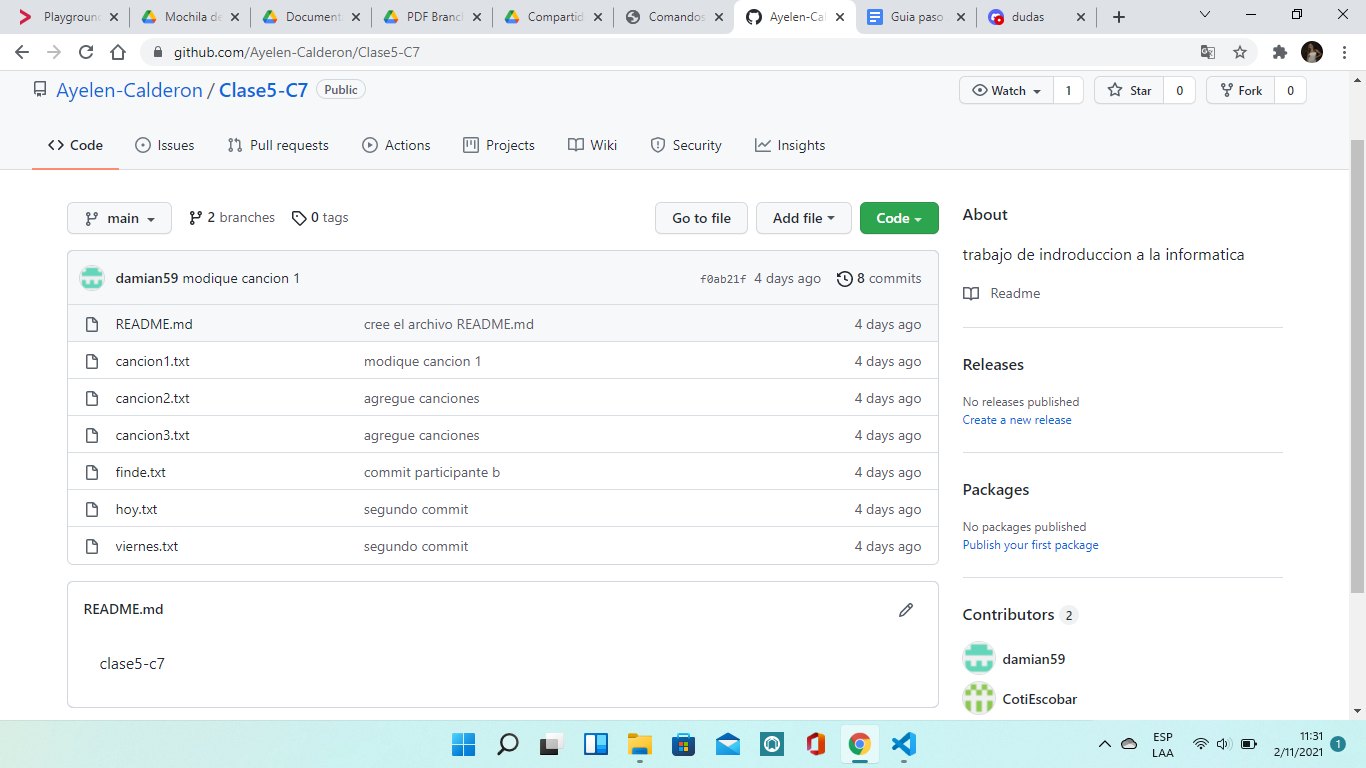 Playground
Mochila de
Document
PDF Branc
Compartid
Comandos
Ayelen-Cal
Guia paso
dudas
github.com/Ayelen-Calderon/Clase5-C7
Ayelen-Calderon / Clase5-C7 Public
Watch 1 Star 0 Fork 0
Code Issues Pull requests Actions Projects Wiki Security Insights
main 2 branches 0 tags Go to file Add file Code
damian59 modique cancion 1 f0ab21f 4 days ago 8 commits
README.md cree el archivo README.md 4 days ago
cancion1.txt modique cancion 1 4 days ago
cancion2.txt agregue canciones 4 days ago
cancion3.txt agregue canciones 4 days ago
finde.txt commit participante b 4 days ago
hoy.txt segundo commit 4 days ago
viernes.txt segundo commit 4 days ago
README.md
clase5-c7
About
trabajo de indroduccion a la informatica
Readme
Releases
No releases published
Create a new release
Packages
No packages published
Publish your first package
Contributors 2
damian59
CotiEscobar
ESP
LAA
11:31
2/11/2021
1